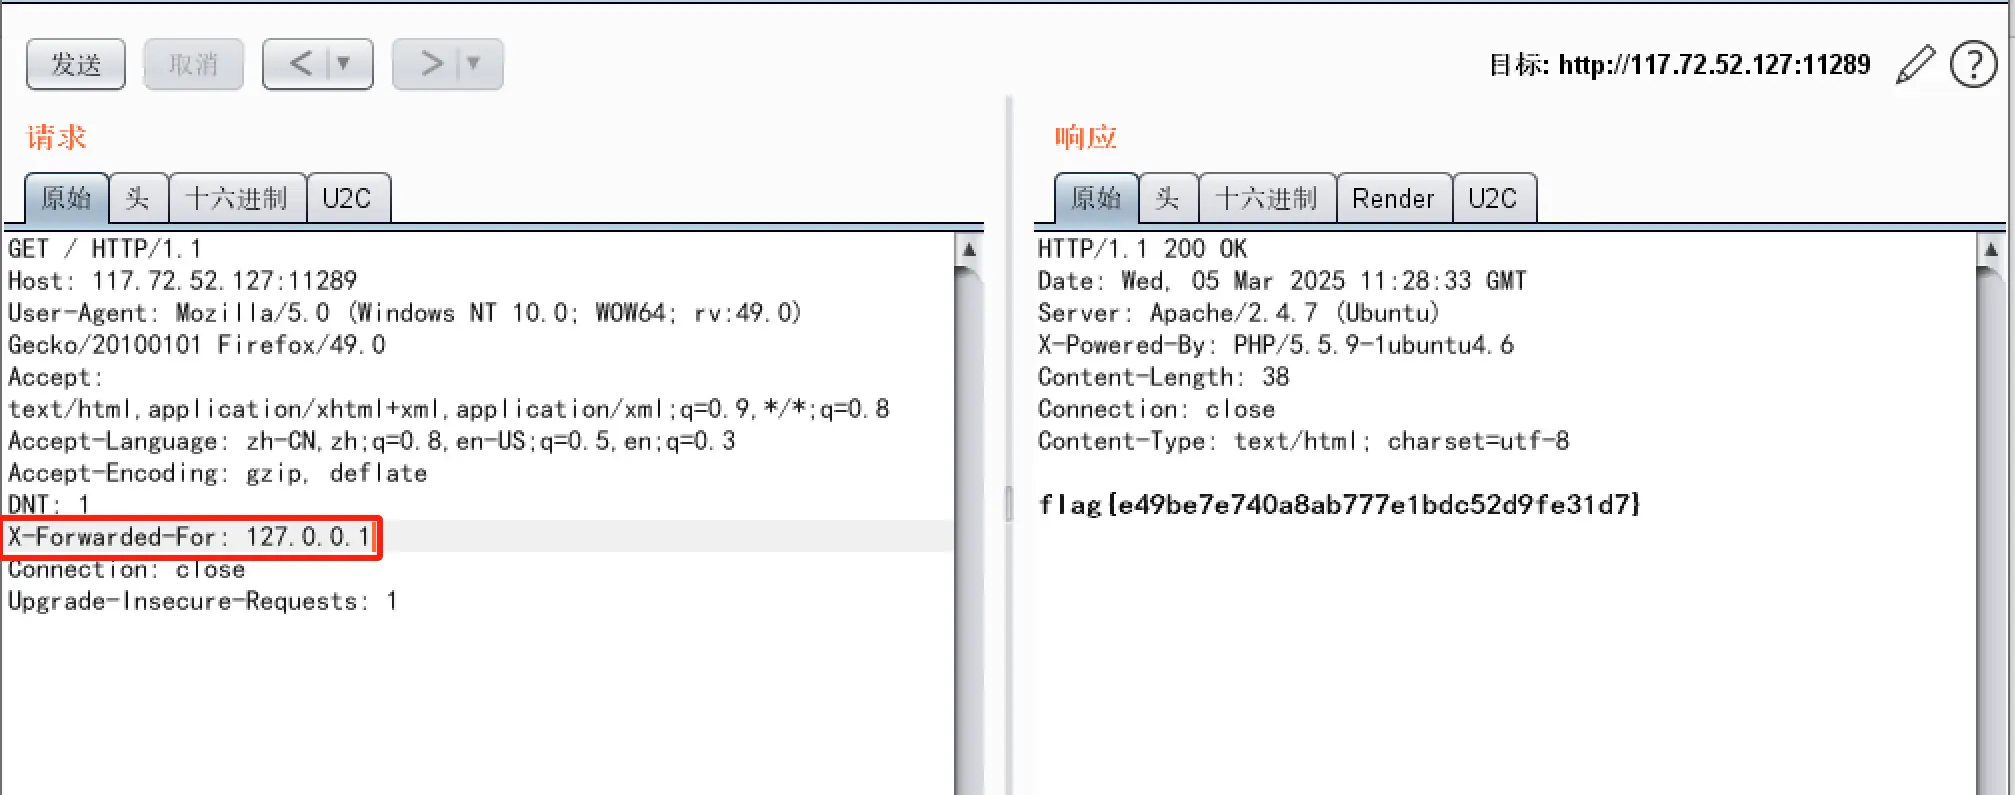 发送 取消 < ▼ > ▼
目标: http://117.72.52.127:11289
请求
原始 头 十六进制 U2C
GET / HTTP/1.1
Host: 117.72.52.127:11289
User-Agent: Mozilla/5.0 (Windows NT 10.0; WOW64; rv:49.0)
Gecko/20100101 Firefox/49.0
Accept:
text/html,application/xhtml+xml,application/xml;q=0.9,*/*;q=0.8
Accept-Language: zh-CN,zh;q=0.8,en-US;q=0.5,en;q=0.3
Accept-Encoding: gzip, deflate
DNT: 1
X-Forwarded-For: 127.0.0.1
Connection: close
Upgrade-Insecure-Requests: 1
响应
原始 头 十六进制 Render U2C
HTTP/1.1 200 OK
Date: Wed, 05 Mar 2025 11:28:33 GMT
Server: Apache/2.4.7 (Ubuntu)
X-Powered-By: PHP/5.5.9-1ubuntu4.6
Content-Length: 38
Connection: close
Content-Type: text/html; charset=utf-8
flag{e49be7e740a8ab777e1bdc52d9fe31d7}